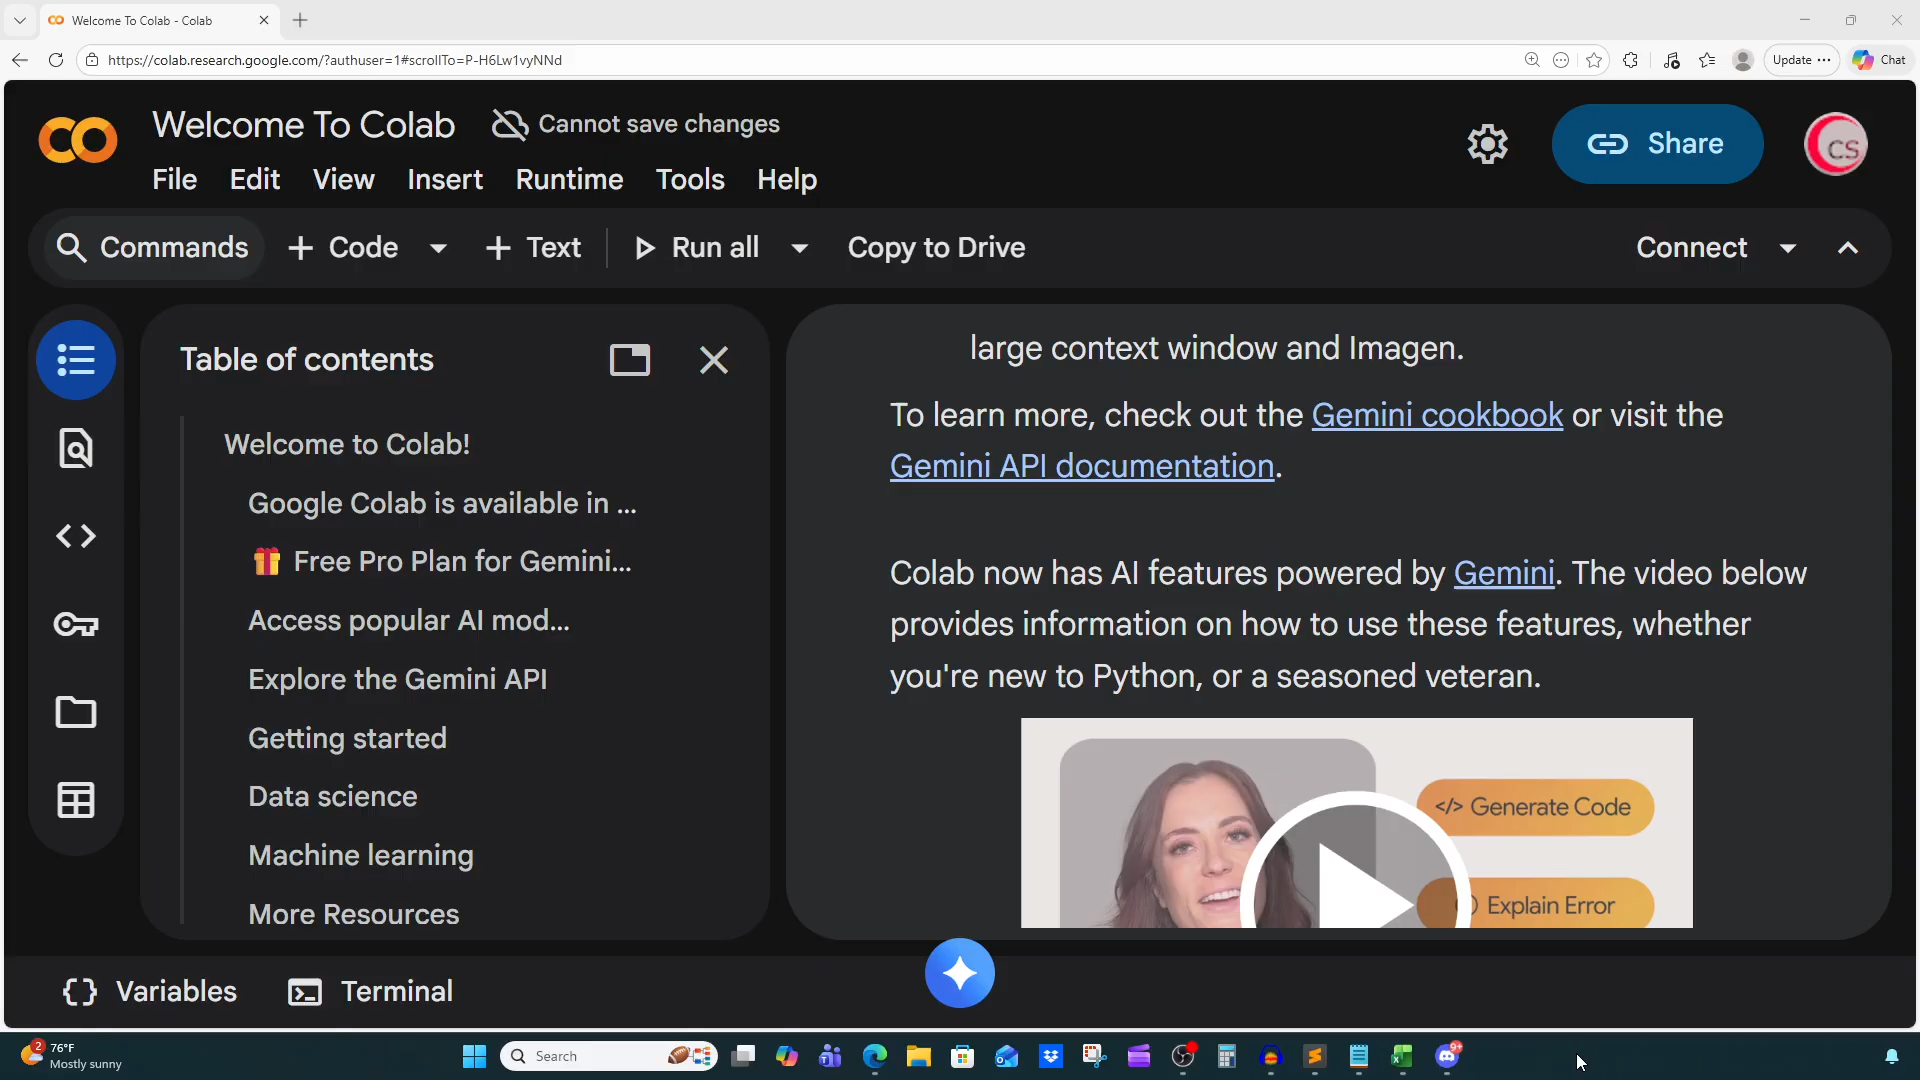 Welcome To Colab - Colab
https://colab.research.google.com/?authuser=1#scrollTo=P-H6Lw1vyNNd
Update
Chat
Welcome To Colab
Cannot save changes
File Edit View Insert Runtime Tools Help
Share
CS
Commands + Code + Text Run all Copy to Drive
Connect
Table of contents
Welcome to Colab!
Google Colab is available in ...
Free Pro Plan for Gemini...
Access popular AI mod...
Explore the Gemini API
Getting started
Data science
Machine learning
More Resources
large context window and Imagen.
To learn more, check out the Gemini cookbook or visit the
Gemini API documentation.
Colab now has AI features powered by Gemini. The video below
provides information on how to use these features, whether
you're new to Python, or a seasoned veteran.
</> Generate Code
Explain Error
{} Variables
Terminal
2
76°F
Mostly sunny
Search
9+